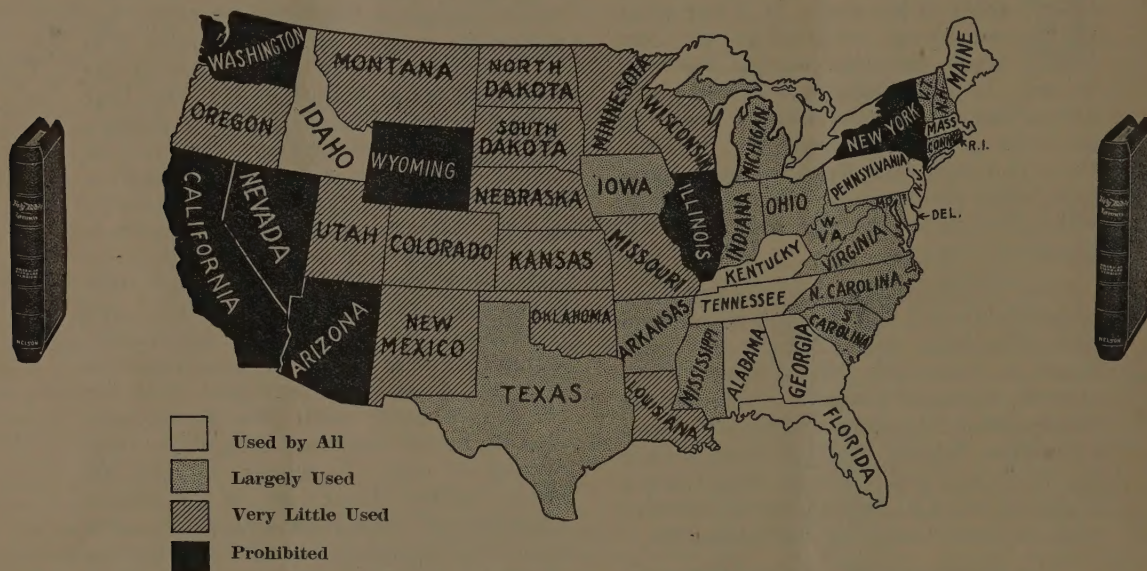 WASHINGTON
MONTANA
NORTH
DAKOTA
MINNESOTA
MAINE
OREGON
IDAHO
WYOMING
SOUTH
DAKOTA
WISCONSIN
MICHIGAN
NEW YORK
V.T.
N.H.
MASS
CONN.
R.I.
CALIFORNIA
NEVADA
UTAH
COLORADO
NEBRASKA
IOWA
ILLINOIS
INDIANA
OHIO
PENNSYLVANIA
N.J.
DEL.
KANSAS
MISSOURI
KENTUCKY
W.
VA.
VIRGINIA
ARIZONA
NEW
MEXICO
OKLAHOMA
ARKANSAS
TENNESSEE
N. CAROLINA
S.
CAROLINA
TEXAS
LOUISIANA
MISSISSIPPI
ALABAMA
GEORGIA
FLORIDA
Used by All
Largely Used
Very Little Used
Prohibited
NELSON
NELSON